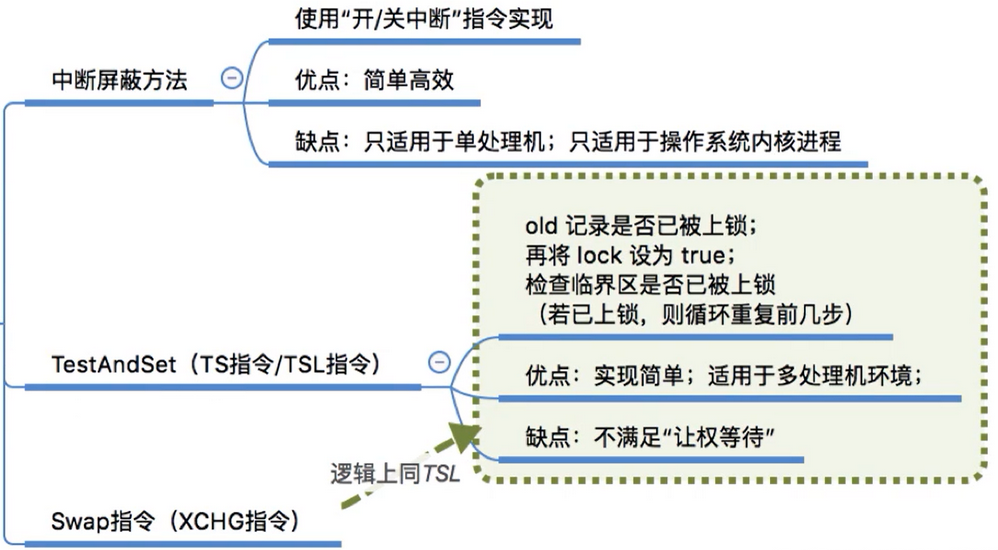 使用“开/关中断”指令实现
中断屏蔽方法
优点：简单高效
缺点：只适用于单处理机；只适用于操作系统内核进程
old 记录是否已被上锁；
再将 lock 设为 true；
检查临界区是否已被上锁
（若已上锁，则循环重复前几步）
TestAndSet（TS指令/TSL指令）
优点：实现简单；适用于多处理机环境；
缺点：不满足“让权等待”
逻辑上同TSL
Swap指令（XCHG指令）